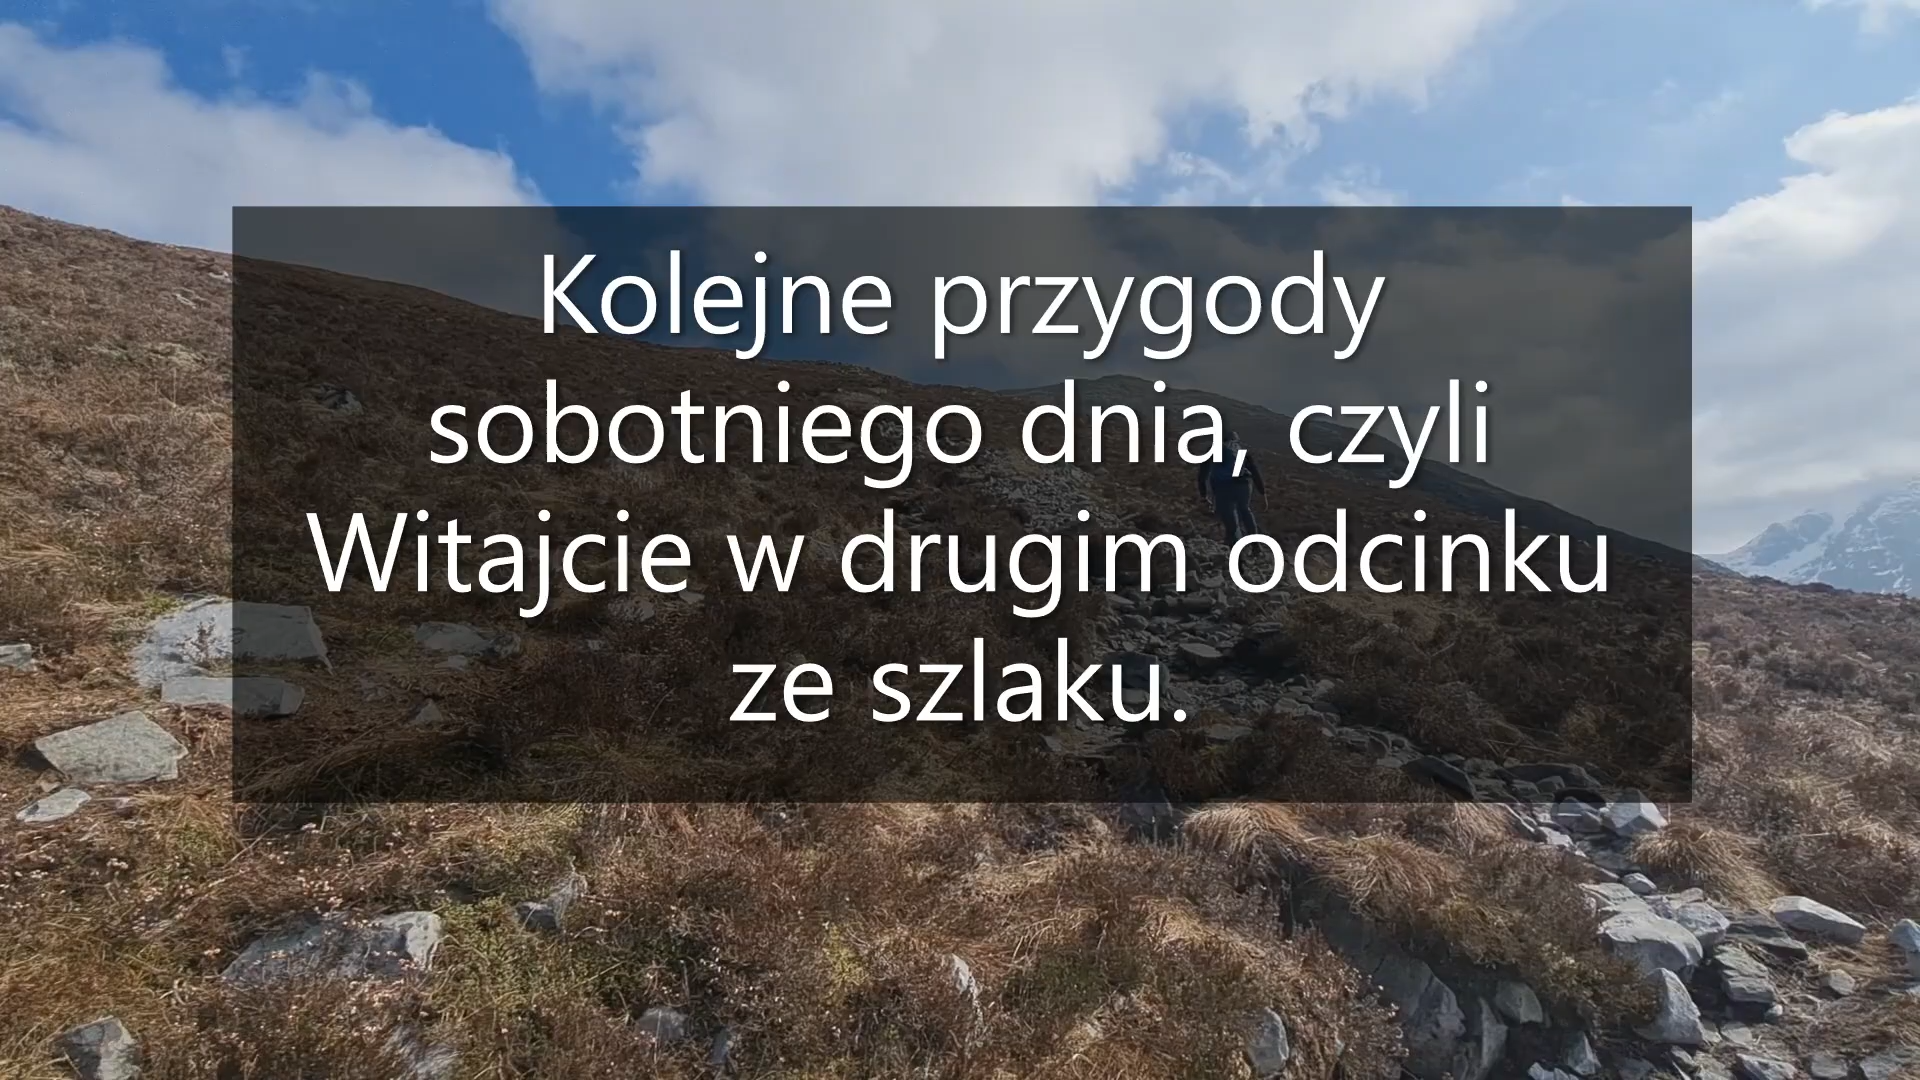 Kolejne przygody
sobotniego dnia, czyli
Witajcie w drugim odcinku
ze szlaku.